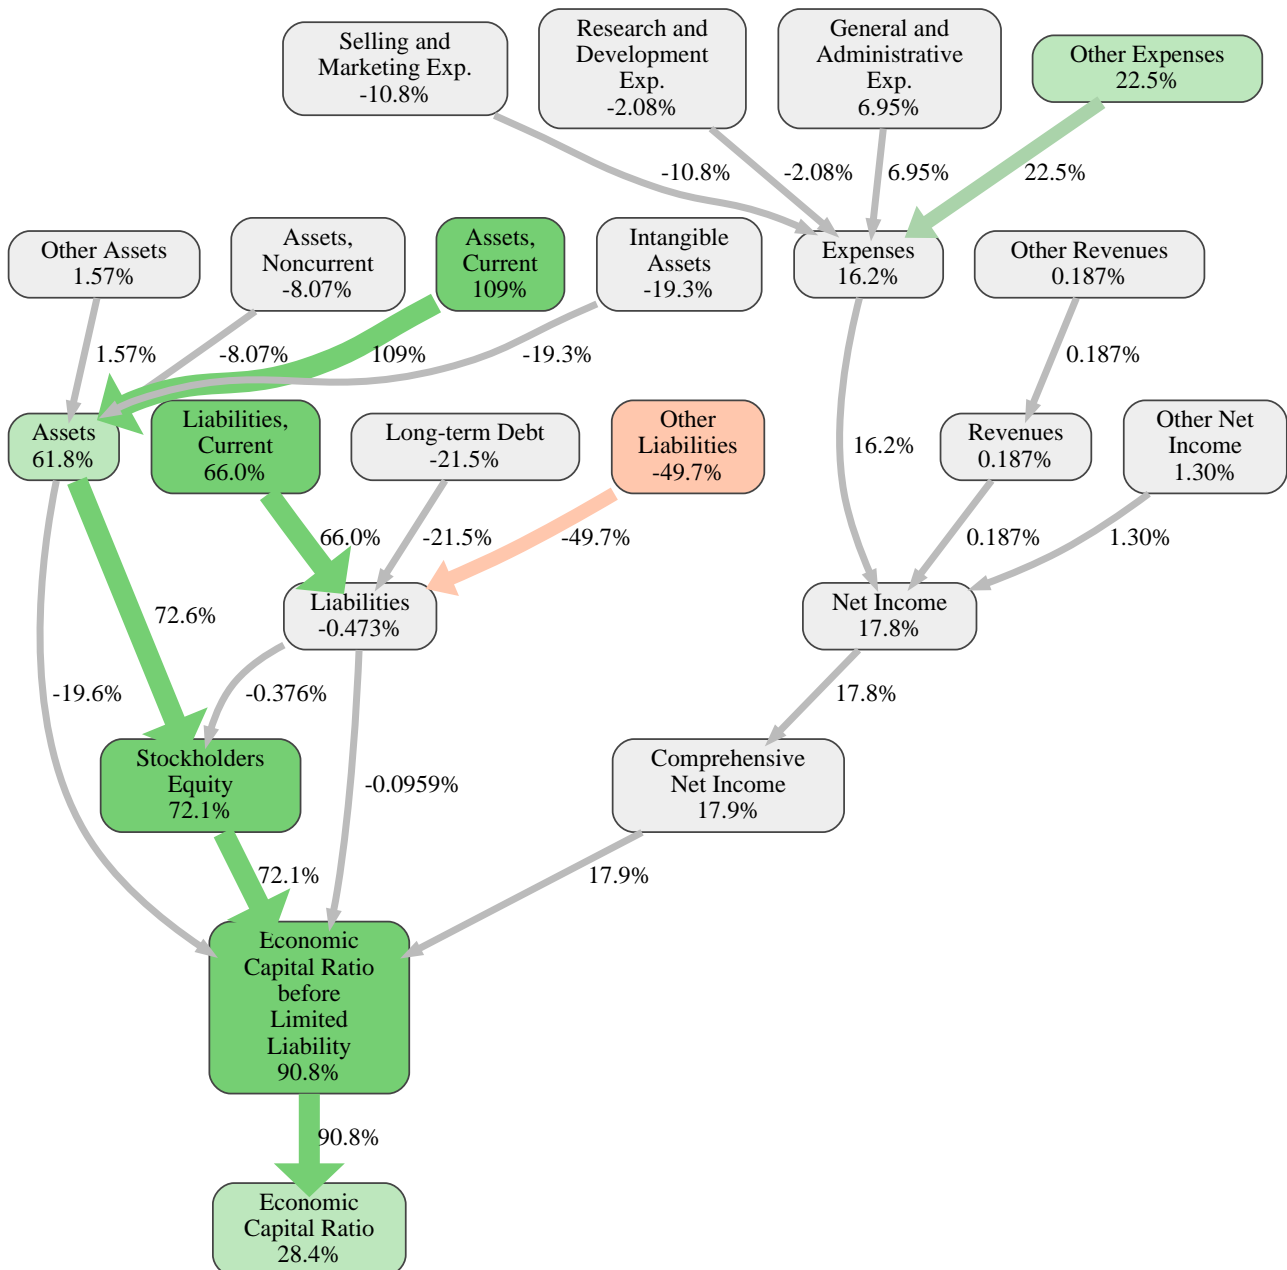 Selling and
Marketing Exp.
-10.8%
Research and
Development
Exp.
-2.08%
General and
Administrative
Exp.
6.95%
Other Expenses
22.5%
-10.8%
-2.08%
6.95%
22.5%
Other Assets
1.57%
Assets,
Noncurrent
-8.07%
Assets,
Current
109%
Intangible
Assets
-19.3%
Expenses
16.2%
Other Revenues
0.187%
1.57%
-8.07%
109%
-19.3%
0.187%
Assets
61.8%
Liabilities,
Current
66.0%
Long-term Debt
-21.5%
Other
Liabilities
-49.7%
16.2%
Revenues
0.187%
Other Net
Income
1.30%
66.0%
-21.5%
-49.7%
0.187%
1.30%
Liabilities
-0.473%
Net Income
17.8%
72.6%
-19.6%
-0.376%
17.8%
Stockholders
Equity
72.1%
-0.0959%
Comprehensive
Net Income
17.9%
72.1%
17.9%
Economic
Capital Ratio
before
Limited
Liability
90.8%
90.8%
Economic
Capital Ratio
28.4%